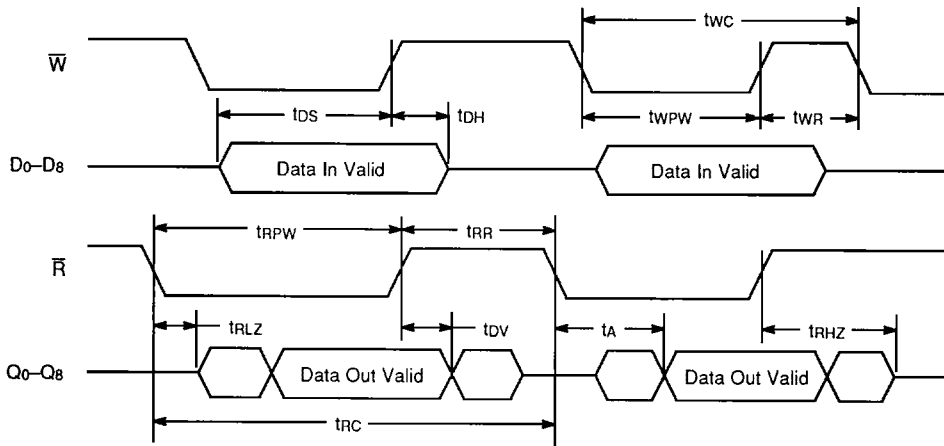 tWC
W
tDS
tDH
tWPW
tWR
D0–D8
Data In Valid
Data In Valid
tRPW
tRR
R
tRLZ
tDV
tA
tRHZ
Q0–Q8
Data Out Valid
Data Out Valid
tRC